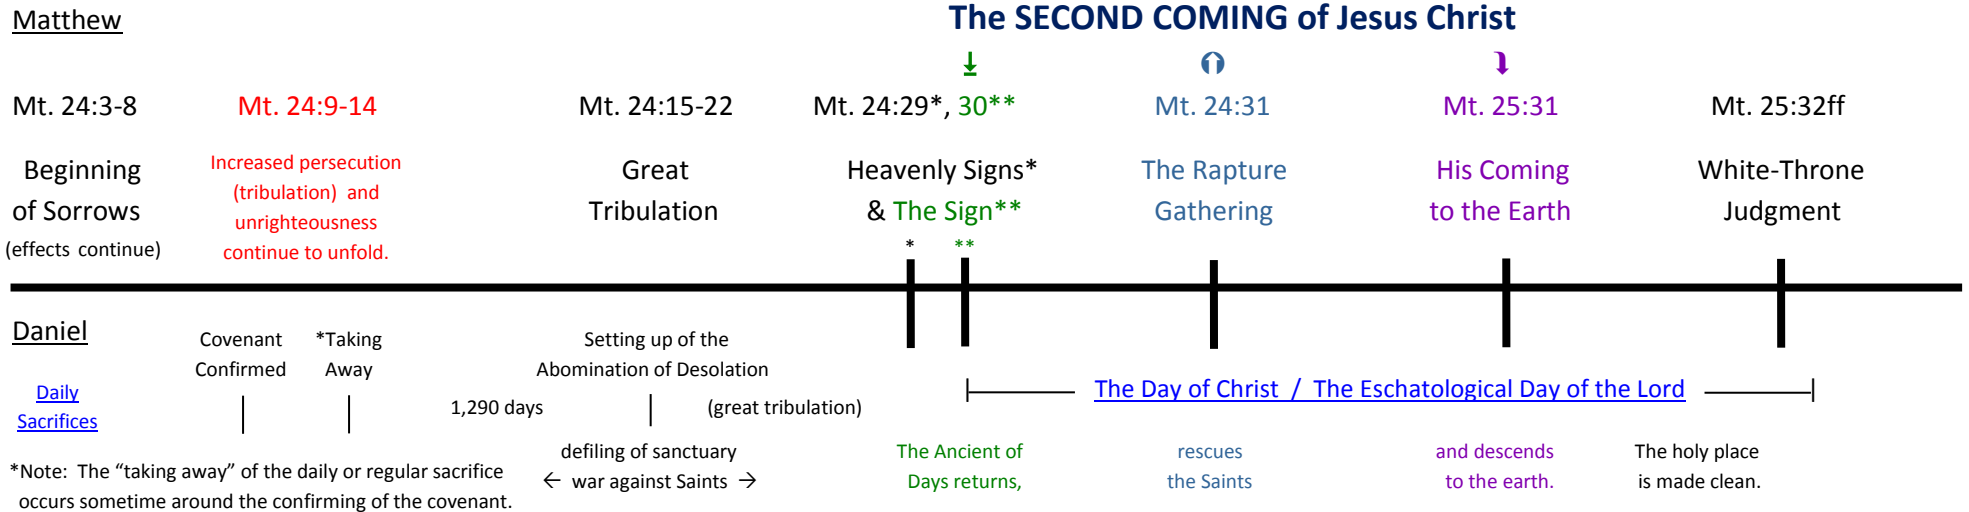 Matthew
The SECOND COMING of Jesus Christ
Mt. 24:3-8
Mt. 24:9-14
Mt. 24:15-22
Mt. 24:29*, 30**
Mt. 24:31
Mt. 25:31
Mt. 25:32ff
Beginning
of Sorrows
(effects continue)
Increased persecution
(tribulation) and
unrighteousness
continue to unfold.
Great
Tribulation
Heavenly Signs*
& The Sign**
* **
The Rapture
Gathering
His Coming
to the Earth
White-Throne
Judgment
Daniel
Daily
Sacrifices
Covenant
Confirmed
*Taking
Away
Setting up of the
Abomination of Desolation
1,290 days
(great tribulation)
The Day of Christ / The Eschatological Day of the Lord
*Note: The “taking away” of the daily or regular sacrifice
occurs sometime around the confirming of the covenant.
defiling of sanctuary
← war against Saints →
The Ancient of
Days returns,
rescues
the Saints
and descends
to the earth.
The holy place
is made clean.